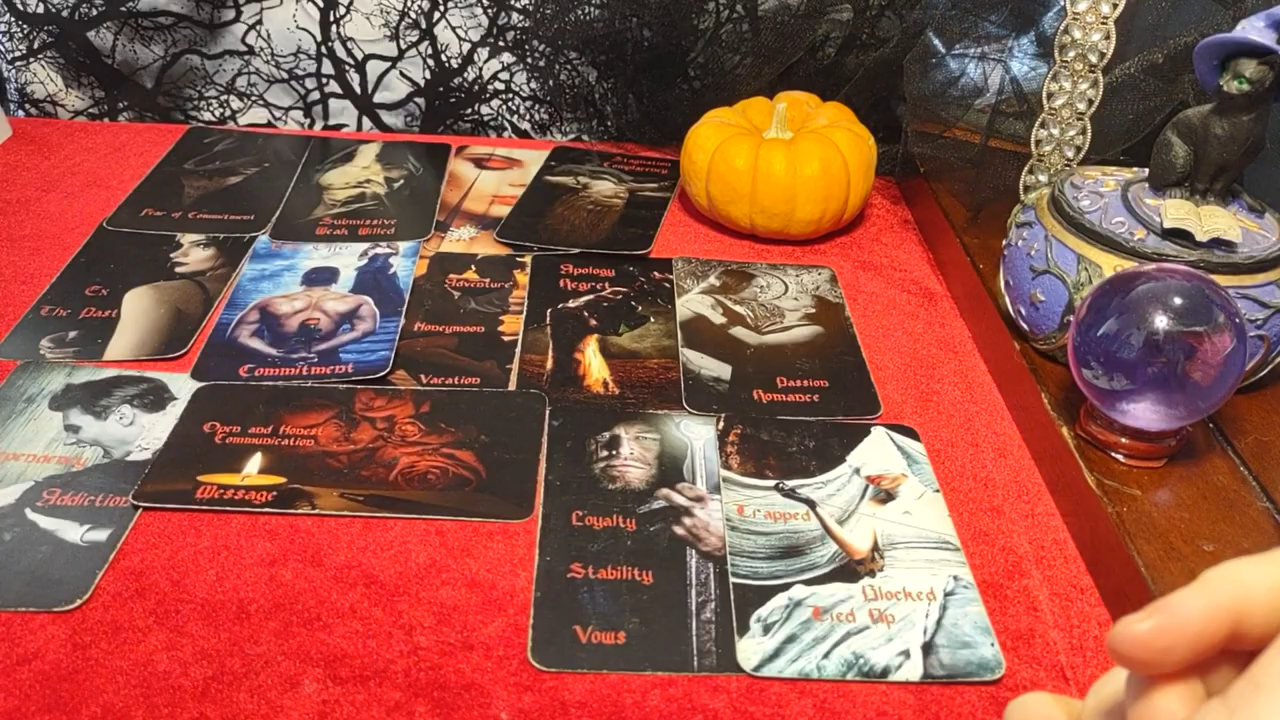 Fear of Commitment
Submissive
Weak Willed
Stagnation
Complacency
Ex
The Past
Offer
Commitment
Adventure
Honeymoon
Vacation
Apology
Regret
Passion
Romance
Addiction
Open and Honest
Communication
Message
Loyalty
Stability
Vows
Trapped
Blocked
Tied Up